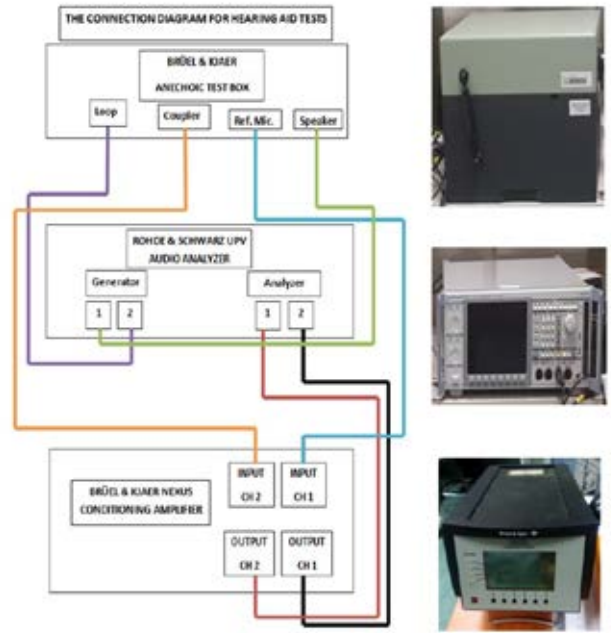 THE CONNECTION DIAGRAM FOR HEARING AID TESTS
BRÜEL & KJAER
ANECHOIC TEST BOX
Loop
Coupler
Ref. Mic.
Speaker
ROHDE & SCHWARZ UPV
AUDIO ANALYZER
Generator
Analyzer
1
2
1
2
BRÜEL & KJAER NEXUS
CONDITIONING AMPLIFIER
INPUT
CH 2
INPUT
CH 1
OUTPUT
CH 2
OUTPUT
CH 1